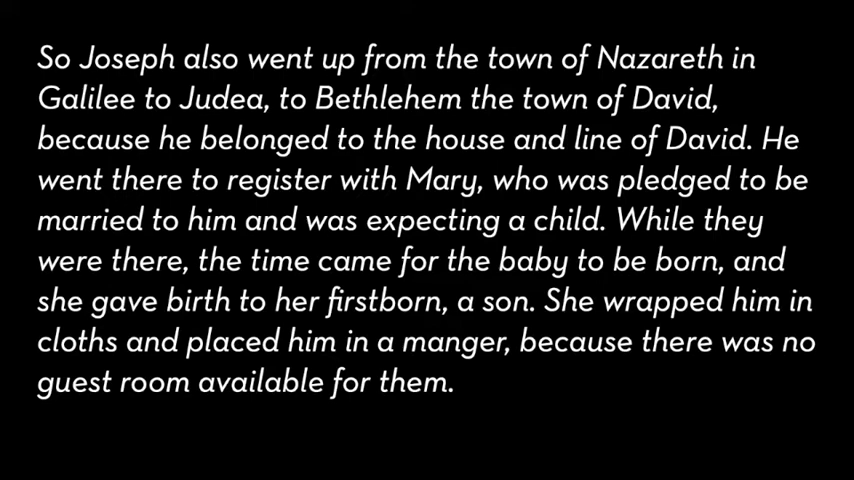 So Joseph also went up from the town of Nazareth in
Galilee to Judea, to Bethlehem the town of David,
because he belonged to the house and line of David. He
went there to register with Mary, who was pledged to be
married to him and was expecting a child. While they
were there, the time came for the baby to be born, and
she gave birth to her firstborn, a son. She wrapped him in
cloths and placed him in a manger, because there was no
guest room available for them.